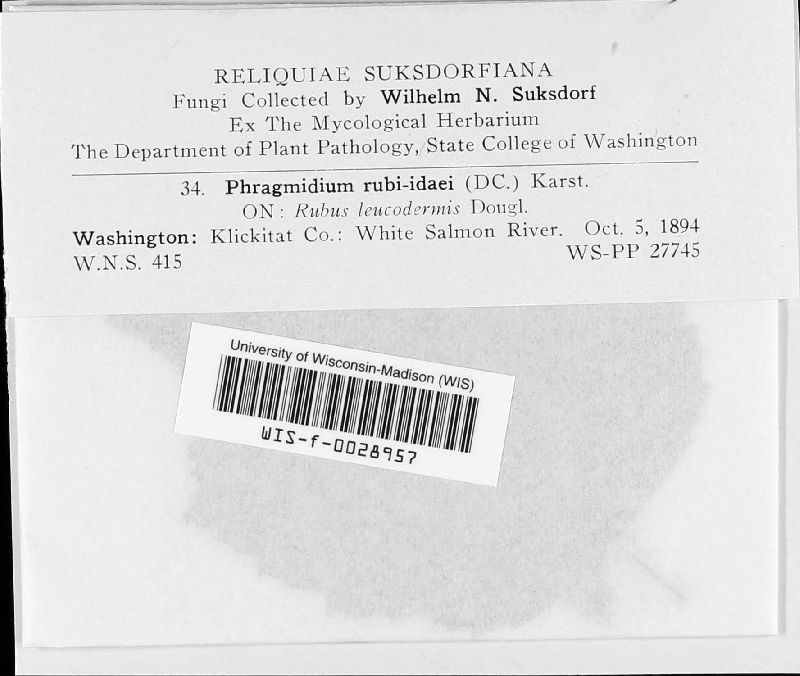 RELIQUIAE SUKSDORFIANA
Fungi Collected by Wilhelm N. Suksdorf
Ex The Mycological Herbarium
The Department of Plant Pathology, State College of Washington
34. Phragmidium rubi-idaei (DC.) Karst.
ON: Rubus leucodermis Dougl.
Washington: Klickitat Co.: White Salmon River. Oct. 5, 1894
W.N.S. 415 WS-PP 27745
University of Wisconsin-Madison (WIS)
WIS-f-0028957